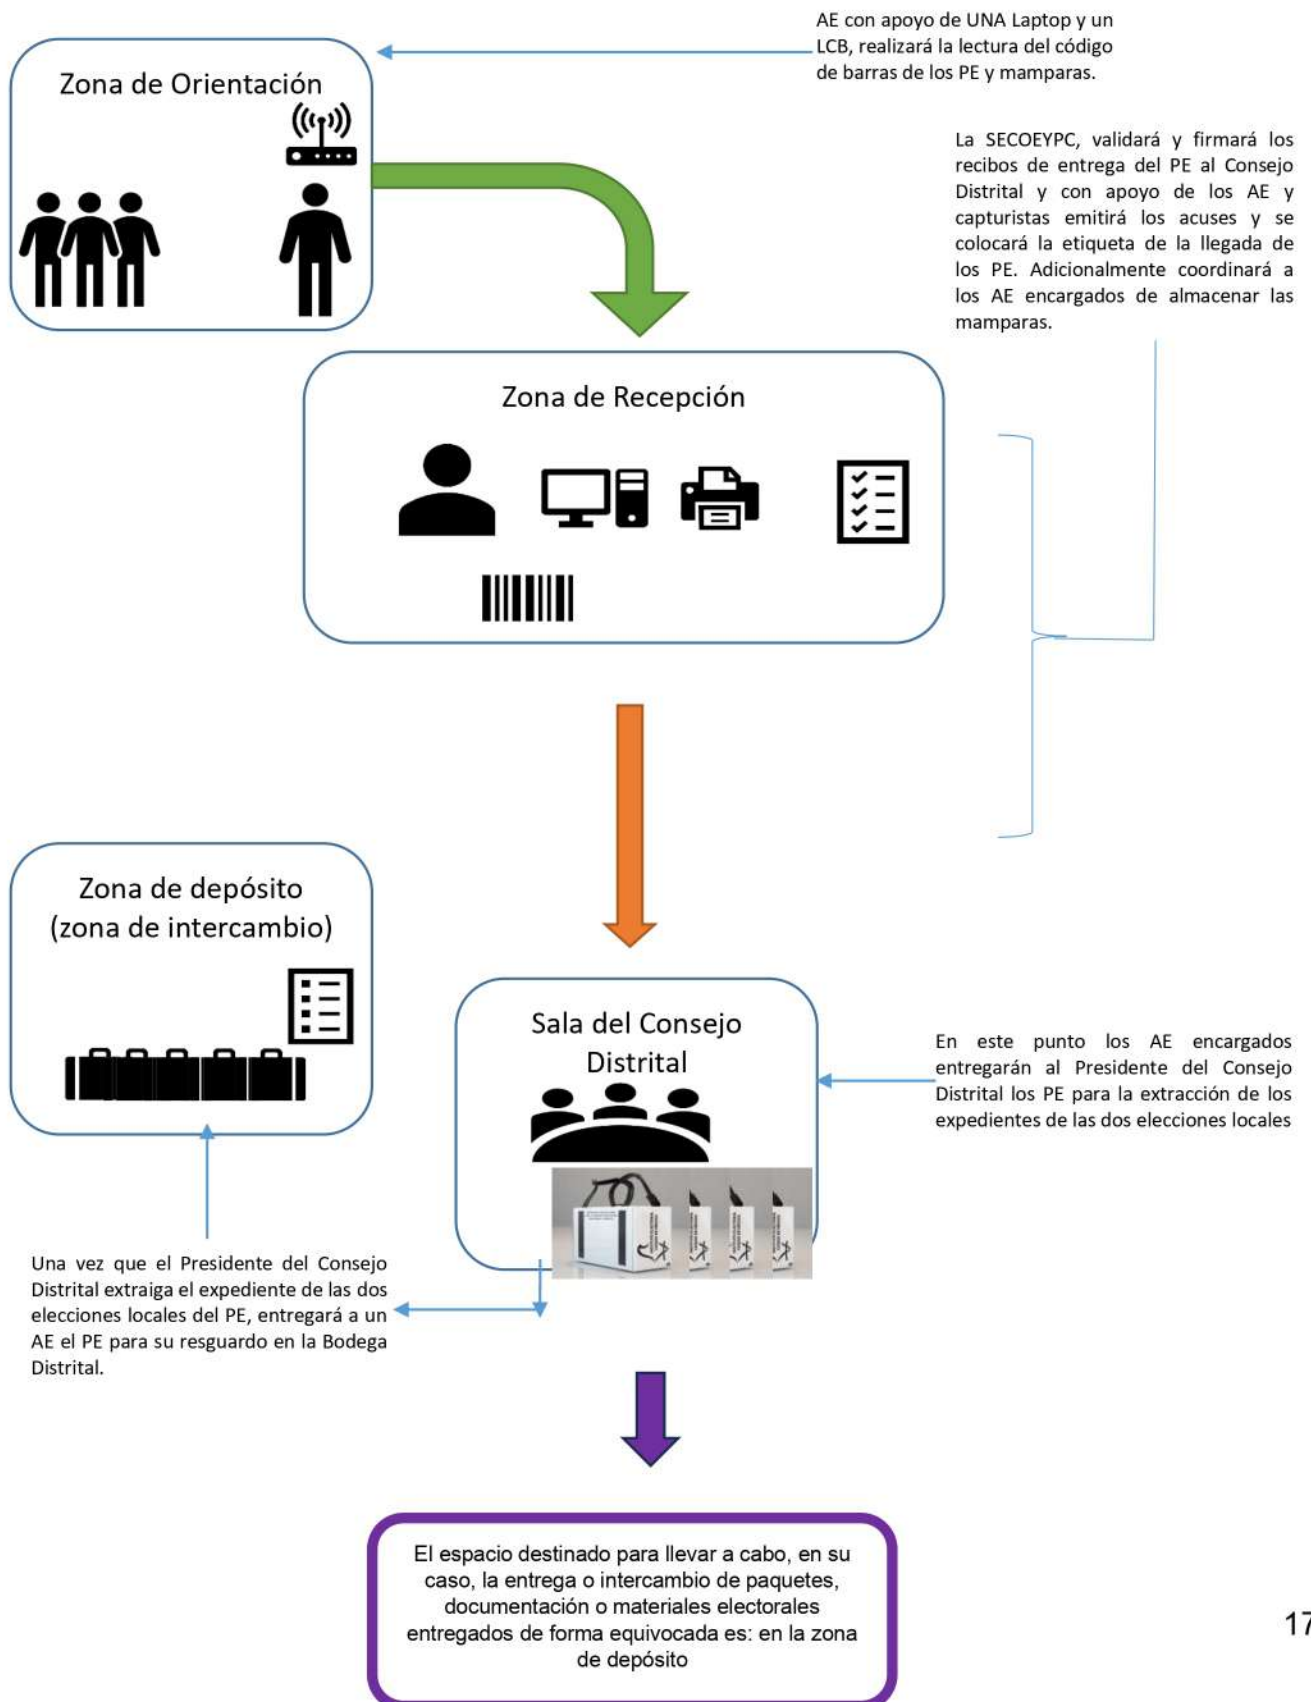 AE con apoyo de UNA Laptop y un
LCB, realizará la lectura del código
de barras de los PE y mamparas.
Zona de Orientación
La SECOEYPC, validará y firmará los
recibos de entrega del PE al Consejo
Distrital y con apoyo de los AE y
capturistas emitirá los acuses y se
colocará la etiqueta de la llegada de
los PE. Adicionalmente coordinará a
los AE encargados de almacenar las
mamparas.
Zona de Recepción
Zona de depósito
(zona de intercambio)
Sala del Consejo
Distrital
En este punto los AE encargados
entregarán al Presidente del Consejo
Distrital los PE para la extracción de los
expedientes de las dos elecciones locales
Una vez que el Presidente del Consejo
Distrital extraiga el expediente de las dos
elecciones locales del PE, entregará a un
AE el PE para su resguardo en la Bodega
Distrital.
El espacio destinado para llevar a cabo, en su
caso, la entrega o intercambio de paquetes,
documentación o materiales electorales
entregados de forma equivocada es: en la zona
de depósito
17